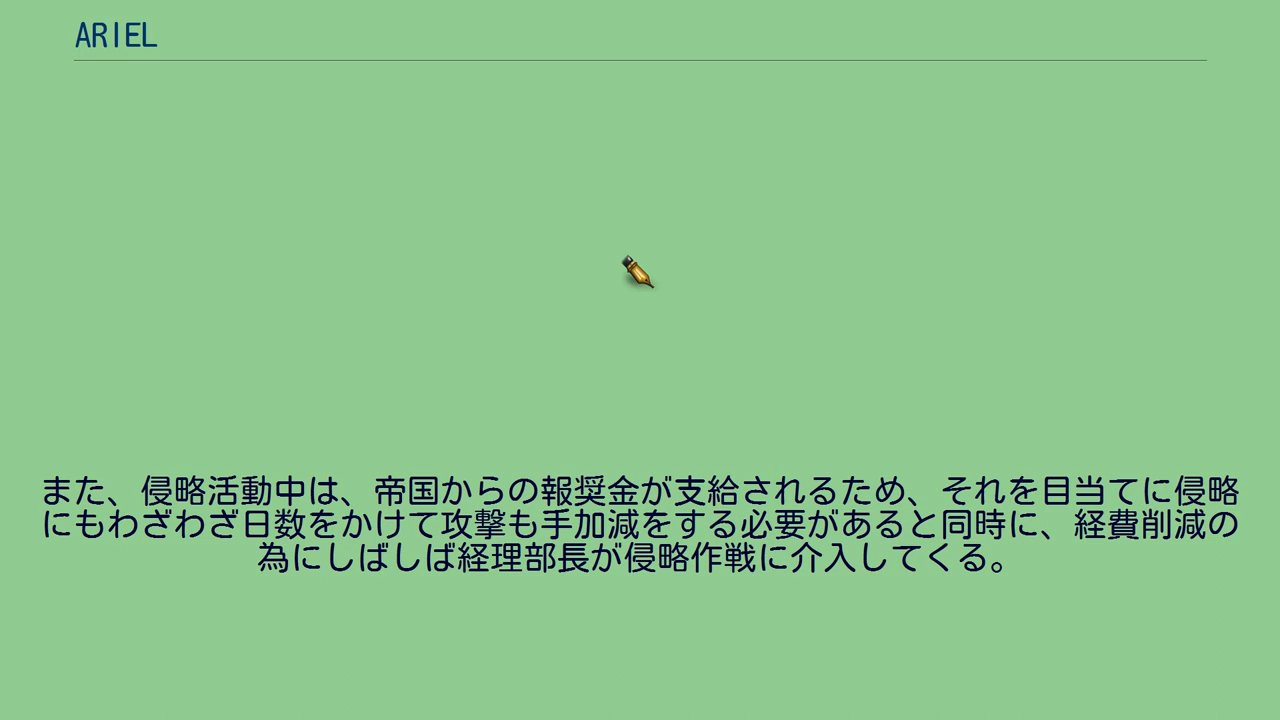 ARIEL
また、侵略活動中は、帝国からの報奨金が支給されるため、それを目当てに侵略
にもわざわざ日数をかけて攻撃も手加減をする必要があると同時に、経費削減の
為にしばしば経理部長が侵略作戦に介入してくる。